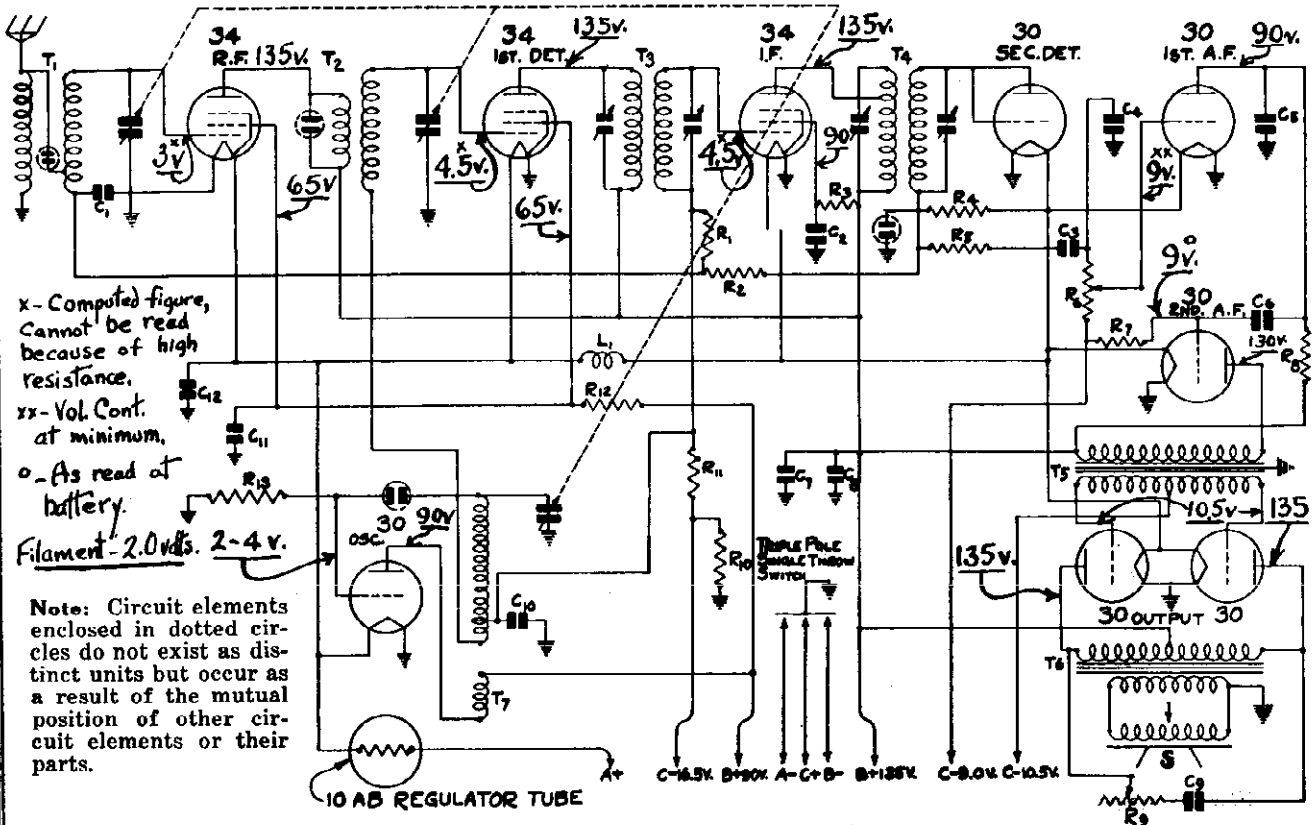 34
R.F. 135v.
34
1ST. DET.
135v.
34
I.F.
135v.
30
SEC. DET.
30
1ST. A.F.
90v.
T1
T2
T3
T4
3v x
C1
65v
x
4.5v.
65v.
x
4.5v.
90
R3
C2
R1
R2
R4
R5
C3
C4
C5
xx
9v.
R6
9v. o
30
2ND. A.F.
C6
R7
130v.
R8
x - Computed figure,
Cannot be read
because of high
resistance.
xx - Vol. Cont.
at minimum.
o - As read at
battery.
Filament - 2.0 volts.
2-4 v.
C12
C11
L1
R12
R13
30
OSC.
90v
R11
R10
C7
C8
T5
10.5v
135
TRIPLE POLE
SINGLE THROW
SWITCH
C10
T7
135v.
30 OUTPUT 30
T6
S
C9
R9
Note: Circuit elements
enclosed in dotted cir-
cles do not exist as dis-
tinct units but occur as
a result of the mutual
position of other cir-
cuit elements or their
parts.
A+
C-16.5V.
B+90V.
A-
C+
B-
B+135V.
C-9.0V.
C-10.5V.
10 AB REGULATOR TUBE